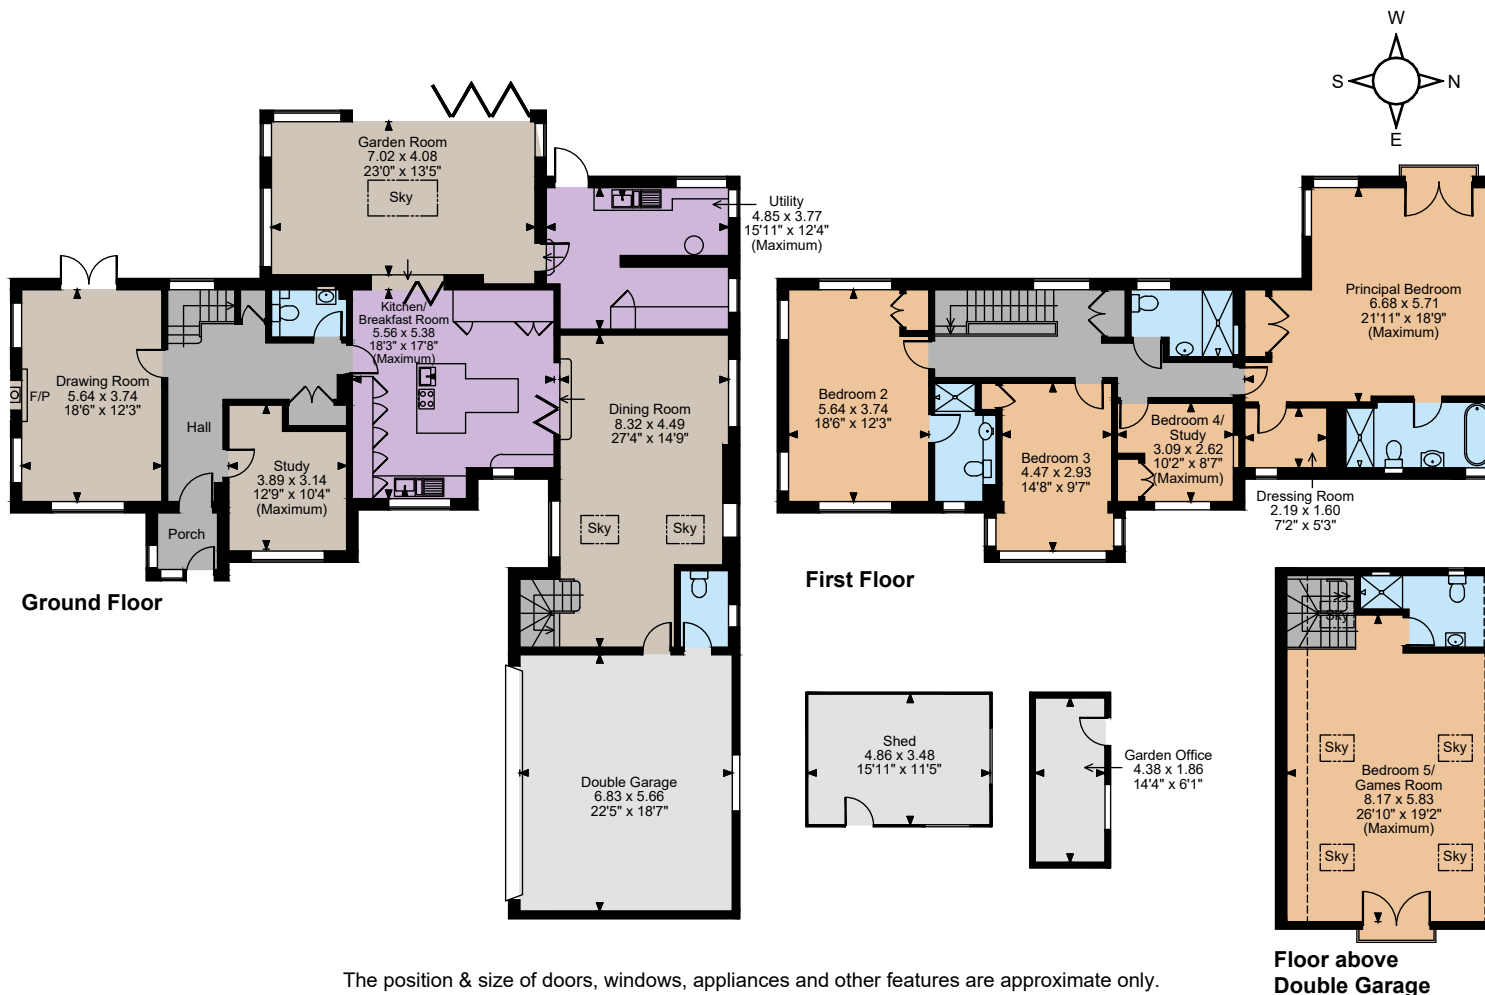 W
S
N
E
Garden Room
7.02 x 4.08
23'0" x 13'5"
Sky
Utility
4.85 x 3.77
15'11" x 12'4"
(Maximum)
Kitchen/
Breakfast Room
5.56 x 5.38
18'3" x 17'8"
(Maximum)
Drawing Room
5.64 x 3.74
18'6" x 12'3"
F/P
Hall
Study
3.89 x 3.14
12'9" x 10'4"
(Maximum)
Porch
Dining Room
8.32 x 4.49
27'4" x 14'9"
Sky
Sky
Ground Floor
Double Garage
6.83 x 5.66
22'5" x 18'7"
Principal Bedroom
6.68 x 5.71
21'11" x 18'9"
(Maximum)
Bedroom 2
5.64 x 3.74
18'6" x 12'3"
Bedroom 3
4.47 x 2.93
14'8" x 9'7"
Bedroom 4/
Study
3.09 x 2.62
10'2" x 8'7"
(Maximum)
Dressing Room
2.19 x 1.60
7'2" x 5'3"
First Floor
Shed
4.86 x 3.48
15'11" x 11'5"
Garden Office
4.38 x 1.86
14'4" x 6'1"
Sky
Sky
Sky
Bedroom 5/
Games Room
8.17 x 5.83
26'10" x 19'2"
(Maximum)
Sky
Sky
Floor above
Double Garage
The position & size of doors, windows, appliances and other features are approximate only.